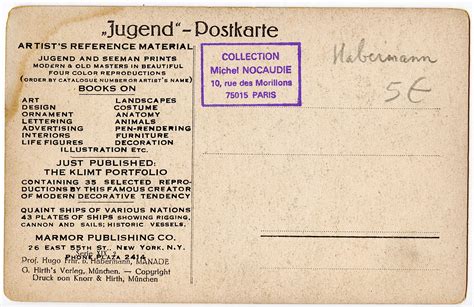 „Jugend“-Postkarte
ARTIST'S REFERENCE MATERIAL
JUGEND AND SEEMAN PRINTS
MODERN & OLD MASTERS IN BEAUTIFUL
FOUR COLOR REPRODUCTIONS
(ORDER BY CATALOGUE NUMBER OR ARTIST'S NAME)
BOOKS ON
ART LANDSCAPES
DESIGN COSTUME
ORNAMENT ANATOMY
LETTERING ANIMALS
ADVERTISING PEN-RENDERING
INTERIORS FURNITURE
LIFE FIGURES DECORATION
ILLUSTRATION ETC.
JUST PUBLISHED:
THE KLIMT PORTFOLIO
CONTAINING 35 SELECTED REPRO-
DUCTIONS BY THIS FAMOUS CREATOR
OF MODERN DECORATIVE TENDENCY
QUAINT SHIPS OF VARIOUS NATIONS
43 PLATES OF SHIPS SHOWING RIGGING,
CANNON AND SAILS; HISTORIC VESSELS,
MARMOR PUBLISHING CO.
26 EAST 55TH ST., NEW YORK, N.Y.
Serie
PHONE, PLAZA 2414
Prof. Hugo Frhr. v. Habermann, MÄNADE
G. Hirth's Verlag, München. — Copyright
Druck von Knorr & Hirth, München
COLLECTION
Michel NOCAUDIE
10, rue des Morillons
75015 PARIS
Habermann
5€